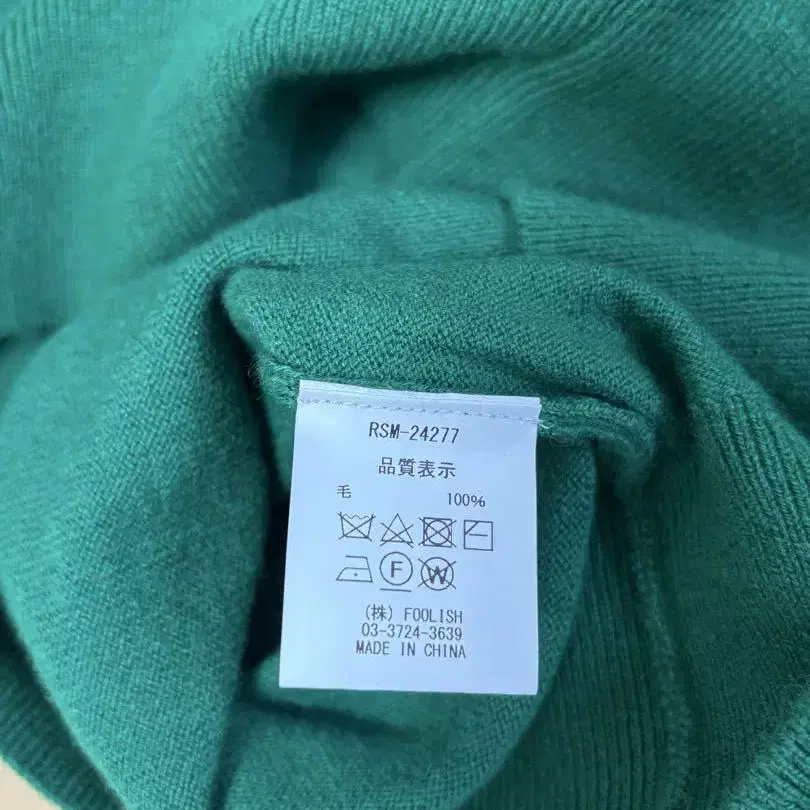 RSM-24277
品質表示
毛 100%
F W
(株) FOOLISH
03-3724-3639
MADE IN CHINA